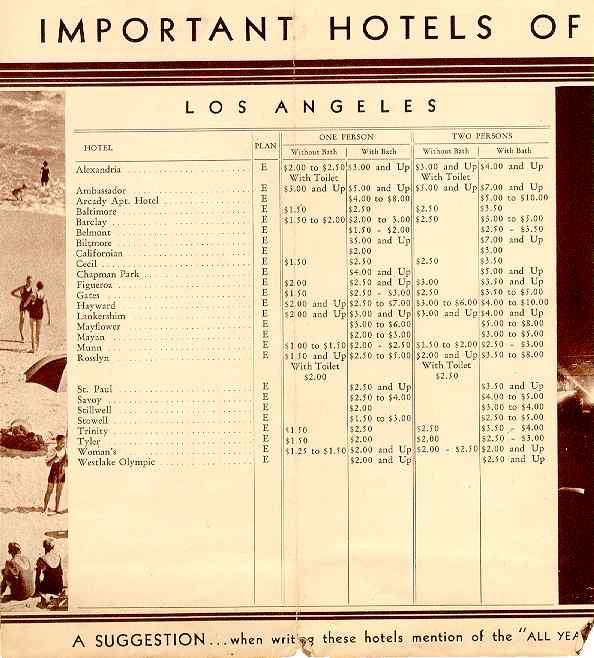 IMPORTANT HOTELS OF
LOS ANGELES
HOTEL PLAN ONE PERSON TWO PERSONS
Without Bath With Bath Without Bath With Bath
Alexandria E $2.00 to $2.50 $3.00 and Up $3.00 and Up $4.00 and Up
With Toilet With Toilet
Ambassador E $3.00 and Up $5.00 and Up $5.00 and Up $7.00 and Up
Arcady Apt. Hotel E $4.00 to $8.00 $5.00 to $10.00
Baltimore E $1.50 $2.50 $2.50 $3.50
Barclay E $1.50 to $2.00 $2.00 to 3.00 $2.50 $3.00 to $5.00
Belmont E $1.50 - $2.00 $2.50 - $3.50
Biltmore E $5.00 and Up $7.00 and Up
Californian E $2.00 $3.00
Cecil E $1.50 $2.50 $2.50 $3.50
Chapman Park E $4.00 and Up $5.00 and Up
Figueroa E $2.00 $2.50 and Up $3.00 $3.50 and Up
Gates E $1.50 $2.50 - $3.00 $2.50 $3.50 to $5.00
Hayward E $2.00 and Up $2.50 to $7.00 $3.00 to $6.00 $4.00 to $10.00
Lankershim E $2.00 and Up $3.00 and Up $3.00 and Up $4.00 and Up
Mayflower E $5.00 to $6.00 $5.00 to $8.00
Mayan E $2.00 to $3.00 $3.00 to $5.00
Munn E $1.00 to $1.50 $2.00 - $2.50 $1.50 to $2.00 $2.50 - $3.00
Rosslyn E $1.50 and Up $2.50 to $5.00 $2.00 and Up $3.50 to $8.00
With Toilet With Toilet
$2.00 $2.50
St. Paul E $2.50 and Up $3.50 and Up
Savoy E $2.50 to $4.00 $4.00 to $5.00
Stillwell E $2.00 $3.00 to $4.00
Stowell E $1.50 to $3.00 $2.50 to $5.00
Trinity E $1.50 $2.50 $2.50 $3.50 - $4.00
Tyler E $1.50 $2.00 $2.00 $2.50 - $3.00
Woman's E $1.25 to $1.50 $2.00 and Up $2.00 - $2.50 $2.00 and Up
Westlake Olympic E $2.00 and Up $2.50 and Up
A SUGGESTION...when writing these hotels mention of the "ALL YEA